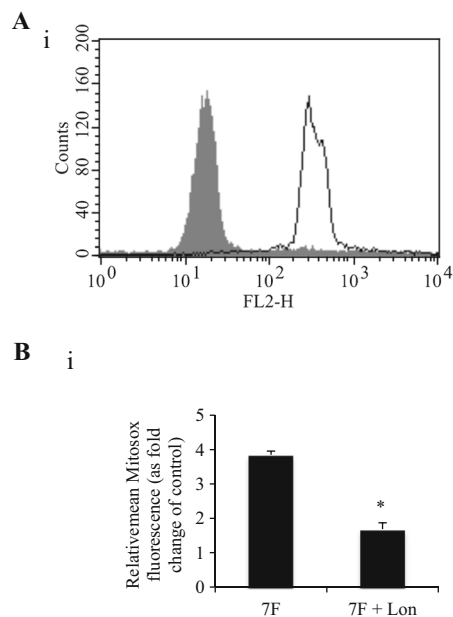 A
i
200
160
120
80
40
0
Counts
10^0 10^1 10^2 10^3 10^4
FL2-H
B
i
Relativemean Mitosox
fluorescence (as fold
change of control)
5
4
3
2
1
0
*
7F 7F + Lon